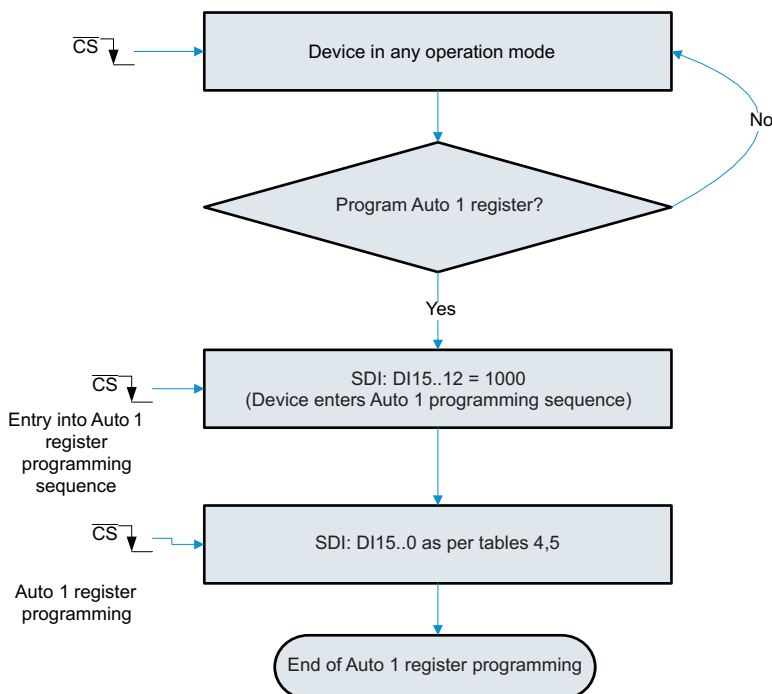 CS
Device in any operation mode
No
Program Auto 1 register?
Yes
CS
SDI: DI15..12 = 1000
(Device enters Auto 1 programming sequence)
Entry into Auto 1
register
programming
sequence
CS
SDI: DI15..0 as per tables 4,5
Auto 1 register
programming
End of Auto 1 register programming